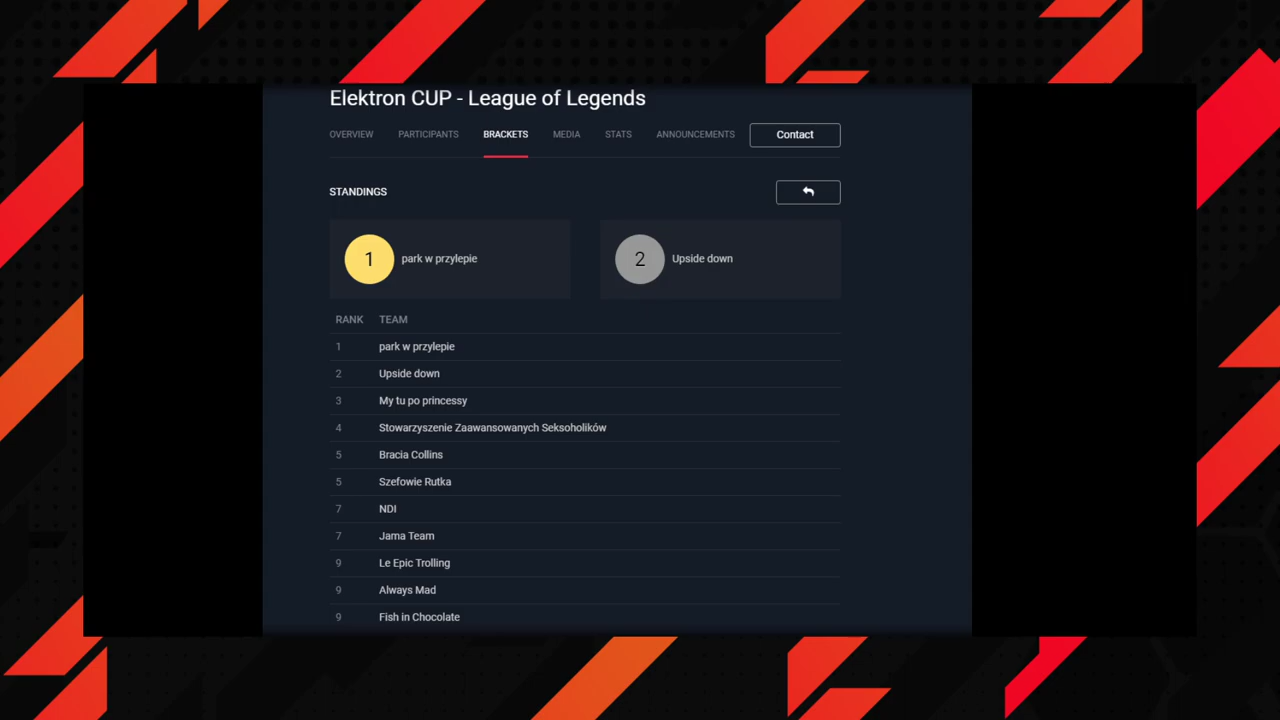 Elektron CUP - League of Legends
OVERVIEW PARTICIPANTS BRACKETS MEDIA STATS ANNOUNCEMENTS Contact
STANDINGS
1 park w przylepie 2 Upside down
RANK TEAM
1 park w przylepie
2 Upside down
3 My tu po princessy
4 Stowarzyszenie Zaawansowanych Seksoholików
5 Bracia Collins
5 Szefowie Rutka
7 NDI
7 Jama Team
9 Le Epic Trolling
9 Always Mad
9 Fish in Chocolate